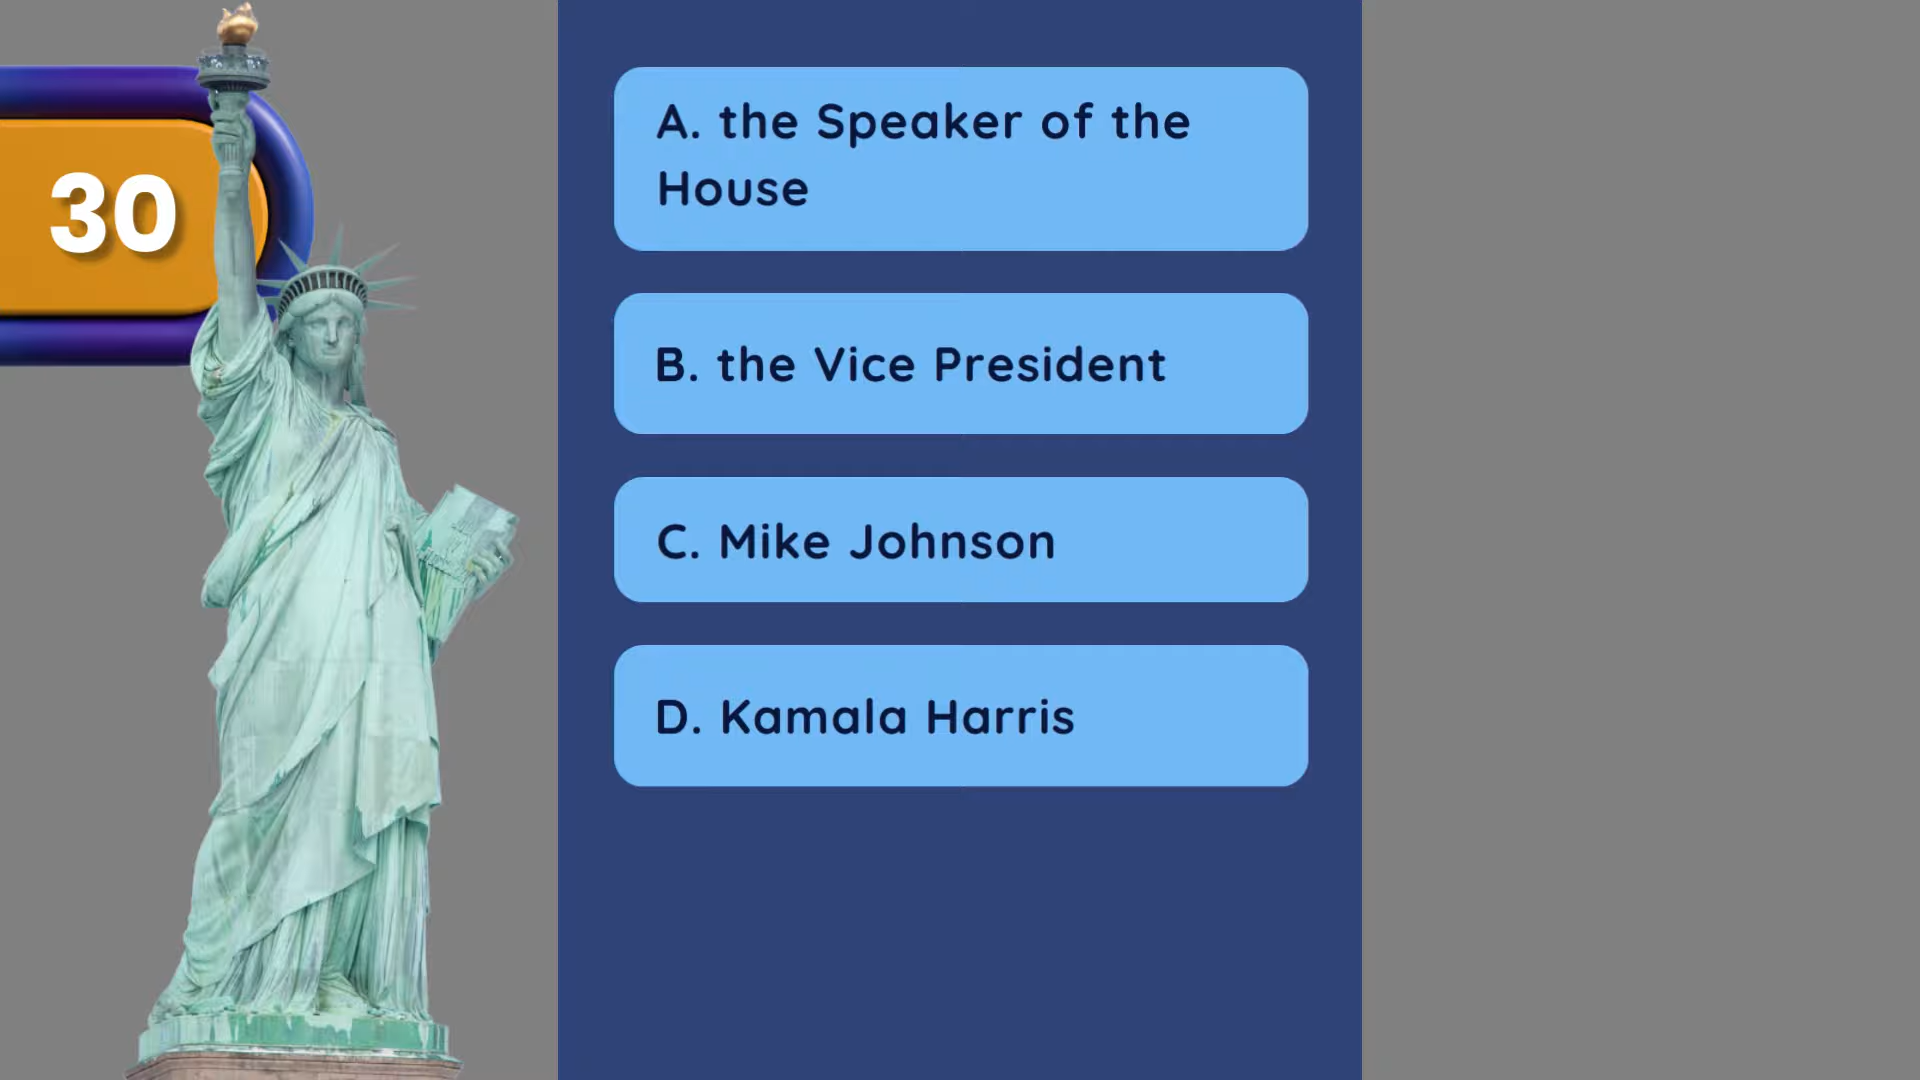 30
A. the Speaker of the
House
B. the Vice President
C. Mike Johnson
D. Kamala Harris